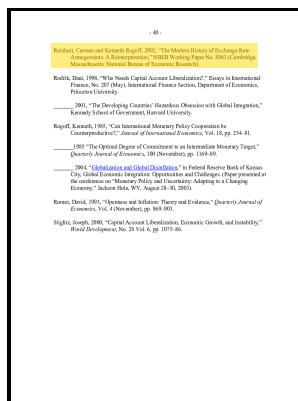 - 40 -
Reinhart, Carmen and Kenneth Rogoff, 2002, "The Modern History of Exchange Rate
Arrangements: A Reinterpretation," NBER Working Paper No. 8963 (Cambridge,
Massachusetts: National Bureau of Economic Research).
Rodrik, Dani, 1998, "Who Needs Capital Account Liberalization?," Essays in International
Finance, No. 207 (May), International Finance Section, Department of Economics,
Princeton University.
_______, 2001, "The Developing Countries' Hazardous Obsession with Global Integration,"
Kennedy School of Government, Harvard University.
Rogoff, Kenneth, 1985, "Can International Monetary Policy Cooperation be
Counterproductive?," Journal of International Economics, Vol. 18, pp. 254–81.
_______ 1985 "The Optimal Degree of Commitment to an Immediate Monetary Target,"
Quarterly Journal of Economics, 100 (November), pp. 1169–89.
_______, 2004, "Globalization and Global Disinflation," in Federal Reserve Bank of Kansas
City, Global Economic Integration: Opportunities and Challenges. (Paper presented at
the conference on "Monetary Policy and Uncertainty: Adapting to a Changing
Economy," Jackson Hole, WY. August 28–30, 2003).
Romer, David, 1993, "Openness and Inflation: Theory and Evidence," Quarterly Journal of
Economics, Vol. 4 (November), pp. 869–903.
Stiglitz, Joseph, 2000, "Capital Account Liberalization, Economic Growth, and Instability,"
World Development, No. 28 Vol. 6, pp. 1075–86.